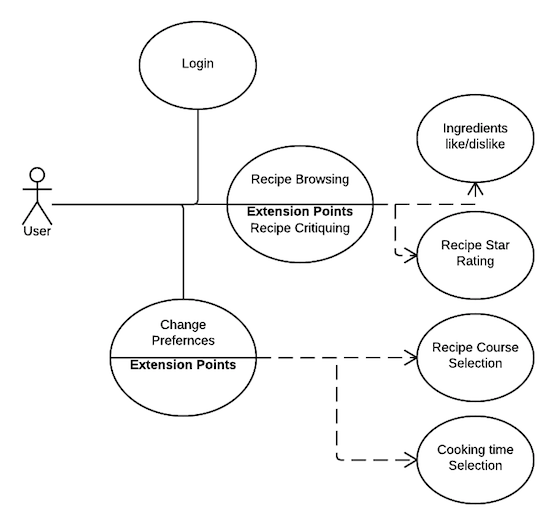 Login
Ingredients
like/dislike
Recipe Browsing
Extension Points
Recipe Critiquing
User
Recipe Star
Rating
Change
Prefernces
Extension Points
Recipe Course
Selection
Cooking time
Selection